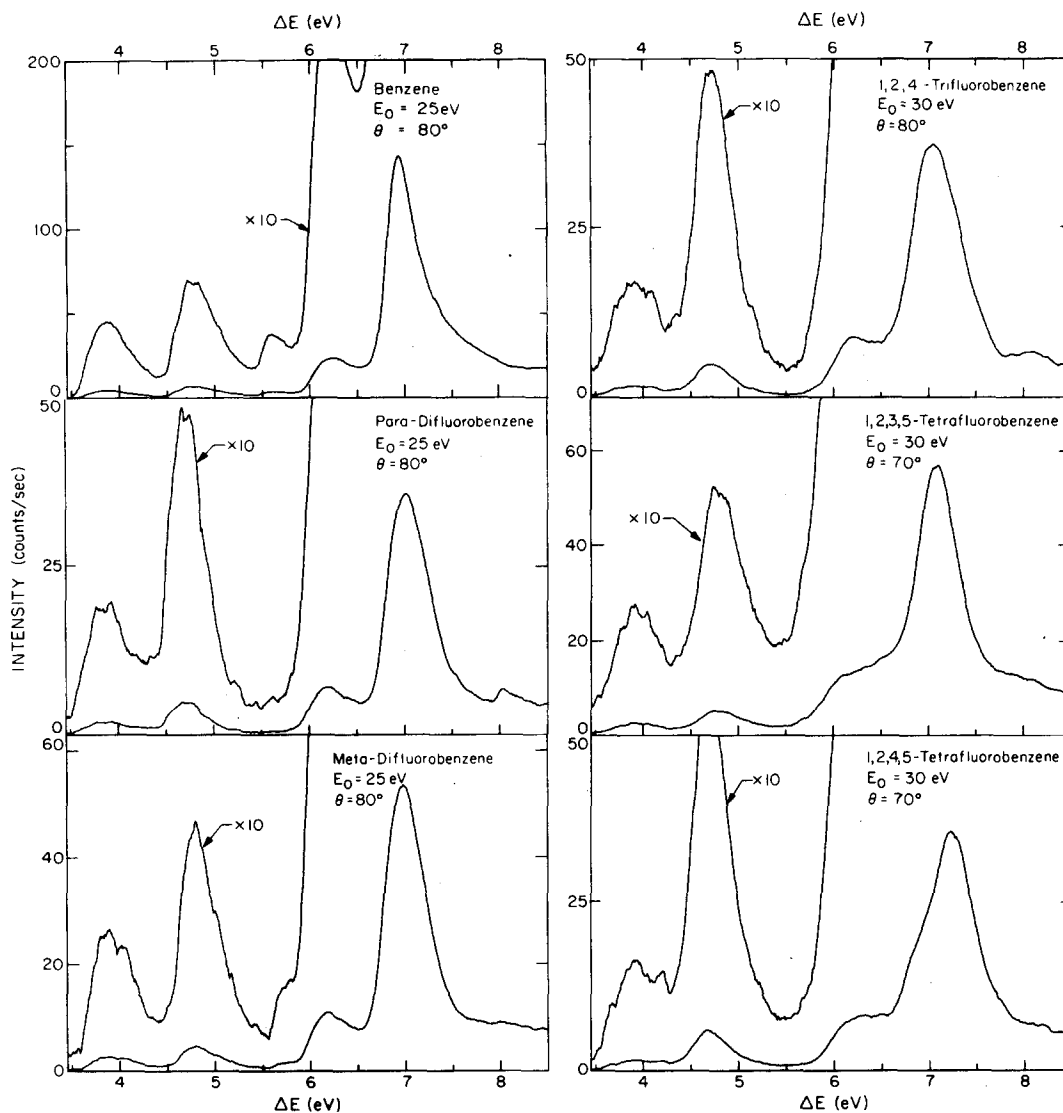 ΔE (eV)
4 5 6 7 8
200
100
0
Benzene
E₀ = 25 eV
θ = 80°
×10
50
25
0
Para-Difluorobenzene
E₀ = 25 eV
θ = 80°
×10
60
40
20
0
Meta-Difluorobenzene
E₀ = 25 eV
θ = 80°
×10
4 5 6 7 8
ΔE (eV)
INTENSITY (counts/sec)
ΔE (eV)
4 5 6 7 8
50
25
0
1,2,4-Trifluorobenzene
E₀ = 30 eV
θ = 80°
×10
60
40
20
0
1,2,3,5-Tetrafluorobenzene
E₀ = 30 eV
θ = 70°
×10
50
25
0
1,2,4,5-Tetrafluorobenzene
E₀ = 30 eV
θ = 70°
×10
4 5 6 7 8
ΔE (eV)